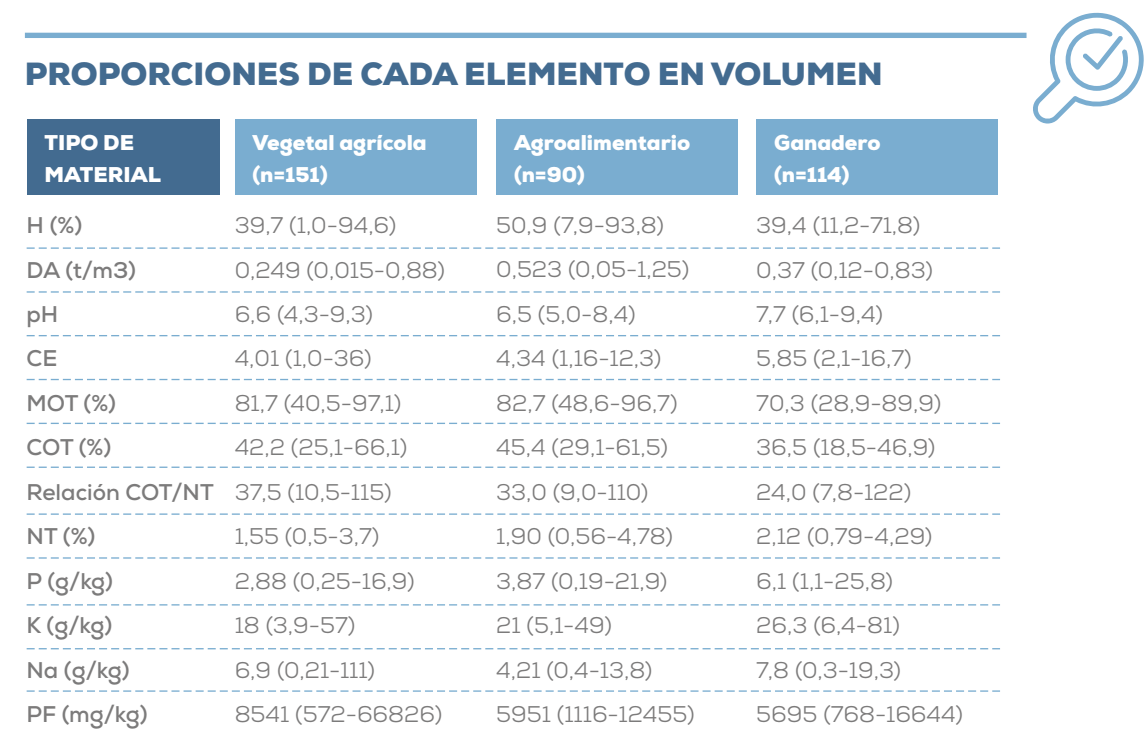 PROPORCIONES DE CADA ELEMENTO EN VOLUMEN
TIPO DE MATERIAL Vegetal agrícola (n=151) Agroalimentario (n=90) Ganadero (n=114)
H (%) 39,7 (1,0-94,6) 50,9 (7,9-93,8) 39,4 (11,2-71,8)
DA (t/m3) 0,249 (0,015-0,88) 0,523 (0,05-1,25) 0,37 (0,12-0,83)
pH 6,6 (4,3-9,3) 6,5 (5,0-8,4) 7,7 (6,1-9,4)
CE 4,01 (1,0-36) 4,34 (1,16-12,3) 5,85 (2,1-16,7)
MOT (%) 81,7 (40,5-97,1) 82,7 (48,6-96,7) 70,3 (28,9-89,9)
COT (%) 42,2 (25,1-66,1) 45,4 (29,1-61,5) 36,5 (18,5-46,9)
Relación COT/NT 37,5 (10,5-115) 33,0 (9,0-110) 24,0 (7,8-122)
NT (%) 1,55 (0,5-3,7) 1,90 (0,56-4,78) 2,12 (0,79-4,29)
P (g/kg) 2,88 (0,25-16,9) 3,87 (0,19-21,9) 6,1 (1,1-25,8)
K (g/kg) 18 (3,9-57) 21 (5,1-49) 26,3 (6,4-81)
Na (g/kg) 6,9 (0,21-111) 4,21 (0,4-13,8) 7,8 (0,3-19,3)
PF (mg/kg) 8541 (572-66826) 5951 (1116-12455) 5695 (768-16644)